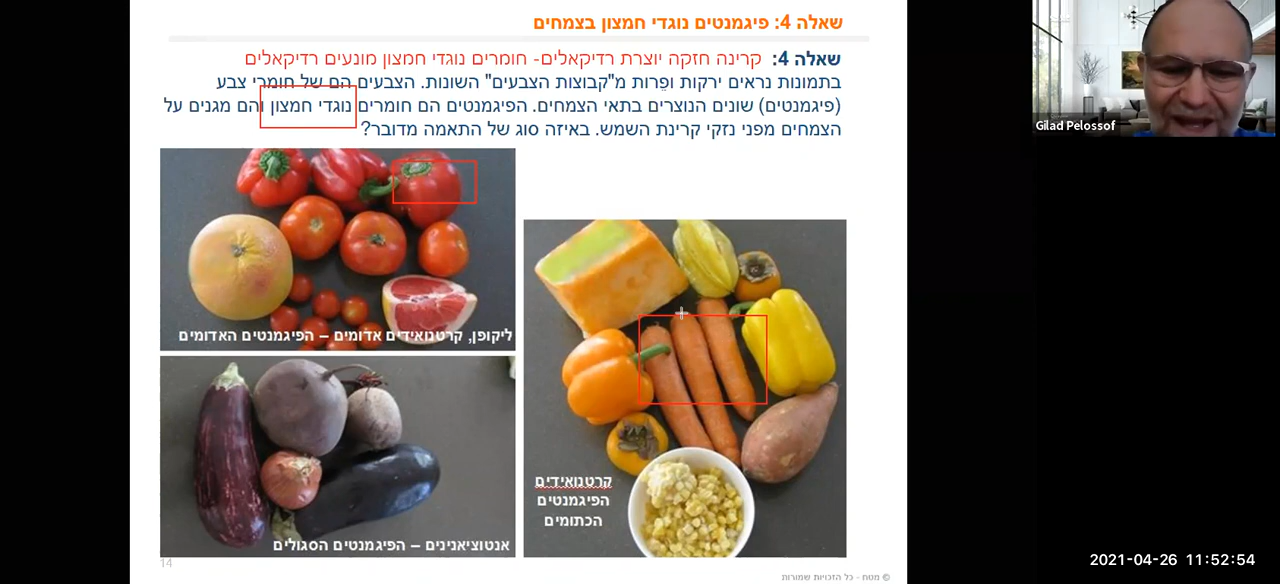 שאלה 4: פיגמנטים נוגדי חמצון בצמחים
שאלה 4: קרינה חזקה יוצרת רדיקאלים- חומרים נוגדי חמצון מונעים רדיקאלים
בתמונות נראים ירקות ופֵרות מ"קבוצות הצבעים" השונות. הצבעים הם של חומרי צבע
(פיגמנטים) שונים הנוצרים בתאי הצמחים. הפיגמנטים הם חומרים נוגדי חמצון והם מגנים על
הצמחים מפני נזקי קרינת השמש. באיזה סוג של התאמה מדובר?
ליקופן, קרטנואידים אדומים – הפיגמנטים האדומים
קרטנואידים
הפיגמנטים
הכתומים
אנטוציאנינים – הפיגמנטים הסגולים
14
© מטח - כל הזכויות שמורות
Gilad Pelossof
2021-04-26 11:52:54